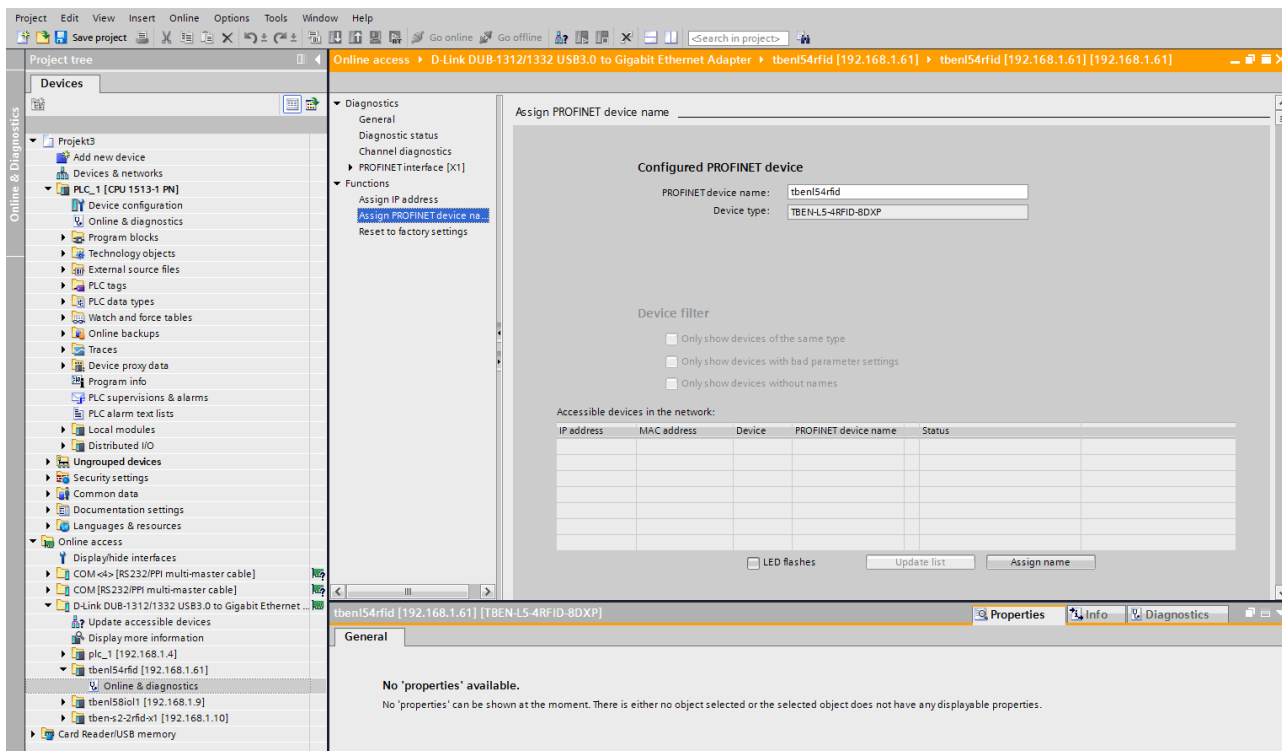 Project Edit View Insert Online Options Tools Window Help
Save project Go online Go offline <Search in project>
Project tree
Online access ▸ D-Link DUB-1312/1332 USB3.0 to Gigabit Ethernet Adapter ▸ tbenl54rfid [192.168.1.61] ▸ tbenl54rfid [192.168.1.61] [192.168.1.61]
Devices
Online & Diagnostics
Projekt3
Add new device
Devices & networks
PLC_1 [CPU 1513-1 PN]
Device configuration
Online & diagnostics
Program blocks
Technology objects
External source files
PLC tags
PLC data types
Watch and force tables
Online backups
Traces
Device proxy data
Program info
PLC supervisions & alarms
PLC alarm text lists
Local modules
Distributed I/O
Ungrouped devices
Security settings
Common data
Documentation settings
Languages & resources
Online access
Display/hide interfaces
COM <4> [RS232/PPI multi-master cable]
COM [RS232/PPI multi-master cable]
D-Link DUB-1312/1332 USB3.0 to Gigabit Ethernet ...
Update accessible devices
Display more information
plc_1 [192.168.1.4]
tbenl54rfid [192.168.1.61]
Online & diagnostics
tbenl58iol1 [192.168.1.9]
tben-s2-2rfid-x1 [192.168.1.10]
Card Reader/USB memory
Diagnostics
General
Diagnostic status
Channel diagnostics
PROFINET interface [X1]
Functions
Assign IP address
Assign PROFINET device na...
Reset to factory settings
Assign PROFINET device name
Configured PROFINET device
PROFINET device name: tbenl54rfid
Device type: TBEN-L5-4RFID-8DXP
Device filter
Only show devices of the same type
Only show devices with bad parameter settings
Only show devices without names
Accessible devices in the network:
IP address MAC address Device PROFINET device name Status
LED flashes Update list Assign name
tbenl54rfid [192.168.1.61] [TBEN-L5-4RFID-8DXP]
Properties Info Diagnostics
General
No 'properties' available.
No 'properties' can be shown at the moment. There is either no object selected or the selected object does not have any displayable properties.